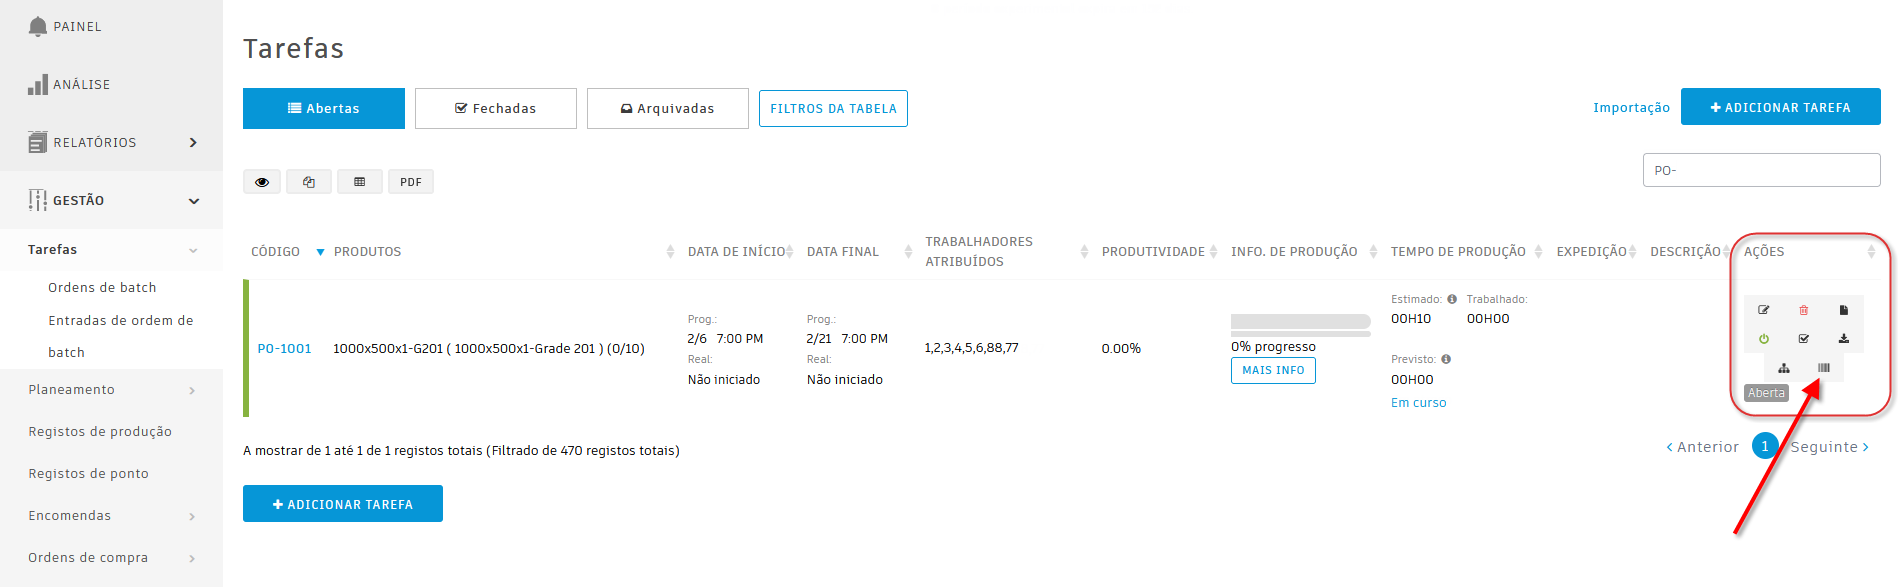 PAINEL
ANÁLISE
RELATÓRIOS
GESTÃO
Tarefas
Ordens de batch
Entradas de ordem de
batch
Planeamento
Registos de produção
Registos de ponto
Encomendas
Ordens de compra
Tarefas
Abertas
Fechadas
Arquivadas
FILTROS DA TABELA
Importação
ADICIONAR TAREFA
PDF
PO-
CÓDIGO
PRODUTOS
DATA DE INÍCIO
DATA FINAL
TRABALHADORES
ATRIBUÍDOS
PRODUTIVIDADE
INFO. DE PRODUÇÃO
TEMPO DE PRODUÇÃO
EXPEDIÇÃO
DESCRIÇÃO
AÇÕES
PO-1001
1000x500x1-G201 ( 1000x500x1-Grade 201 ) (0/10)
Prog.:
2/6 7:00 PM
Real:
Não iniciado
Prog.:
2/21 7:00 PM
Real:
Não iniciado
1,2,3,4,5,6,88,77
0.00%
0% progresso
MAIS INFO
Estimado: Trabalhado:
00H10 00H00
Previsto:
00H00
Em curso
Aberta
A mostrar de 1 até 1 de 1 registos totais (Filtrado de 470 registos totais)
Anterior 1 Seguinte
ADICIONAR TAREFA